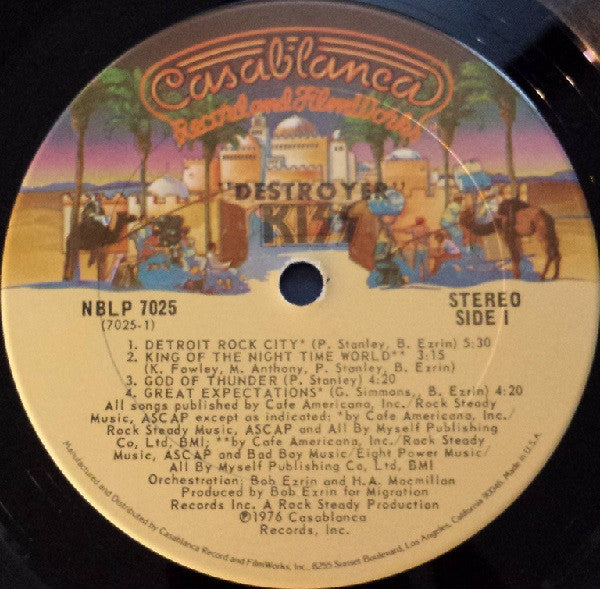 Casablanca
Record and FilmWorks
"DESTROYER"
KISS
NBLP 7025
(7025-1)
STEREO
SIDE 1
1. DETROIT ROCK CITY* (P. Stanley, B. Ezrin) 5:30
2. KING OF THE NIGHT TIME WORLD** 3:15
(K. Fowley, M. Anthony, P. Stanley, B. Ezrin)
3. GOD OF THUNDER (P. Stanley) 4:20
4. GREAT EXPECTATIONS* (G. Simmons,, B. Ezrin) 4:20
All songs published by Cafe Americana, Inc./Rock Steady
Music, ASCAP except as indicated: *by Cafe Americana, Inc./
Rock Steady Music, ASCAP and All By Myself Publishing
Co, Ltd, BMI; **by Cafe Americana, Inc./Rock Steady
Music, ASCAP and Bad Boy Music/Eight Power Music/
All By Myself Publishing Co, Ltd, BMI
Orchestration: Bob Ezrin and H.A. Macmillan
Produced by Bob Ezrin for Migration
Records Inc. A Rock Steady Production
℗1976 Casablanca
Records, Inc.
Manufactured and Distributed by Casablanca Record and FilmWorks, Inc., 8255 Sunset Boulevard, Los Angeles, California 90046, Made in U.S.A.